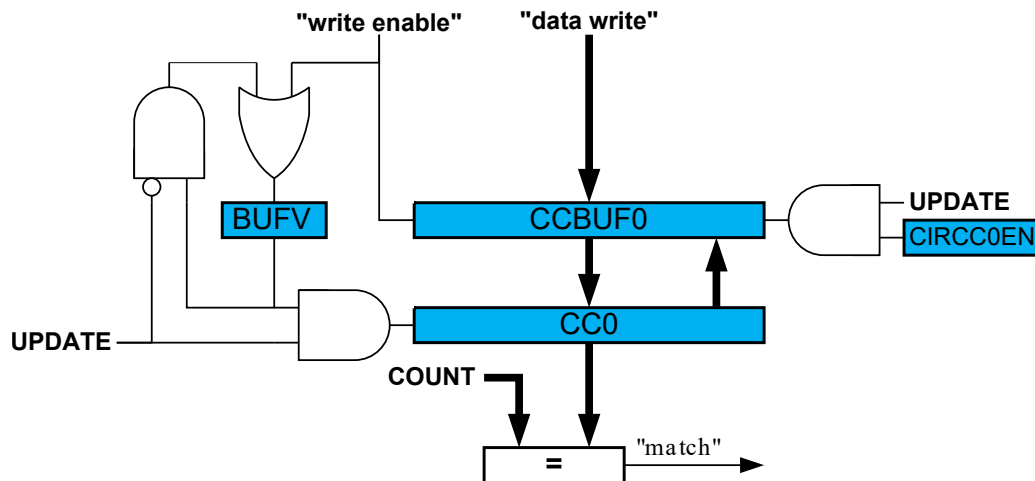 "write enable"
"data write"
BUFV
CCBUF0
UPDATE
CIRCC0EN
UPDATE
CC0
COUNT
=
"match"